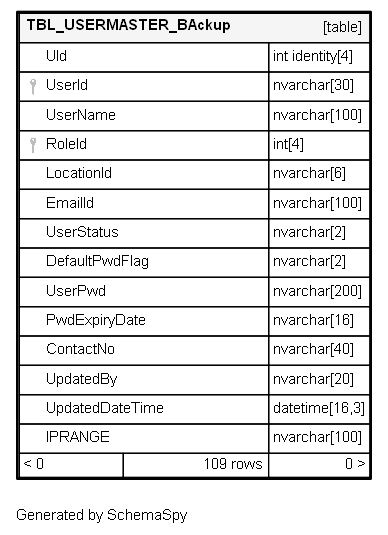 TBL_USERMASTER_BAckup [table]
UId int identity[4]
UserId nvarchar[30]
UserName nvarchar[100]
RoleId int[4]
LocationId nvarchar[6]
EmailId nvarchar[100]
UserStatus nvarchar[2]
DefaultPwdFlag nvarchar[2]
UserPwd nvarchar[200]
PwdExpiryDate nvarchar[16]
ContactNo nvarchar[40]
UpdatedBy nvarchar[20]
UpdatedDateTime datetime[16,3]
IPRANGE nvarchar[100]
< 0 109 rows 0 >
Generated by SchemaSpy